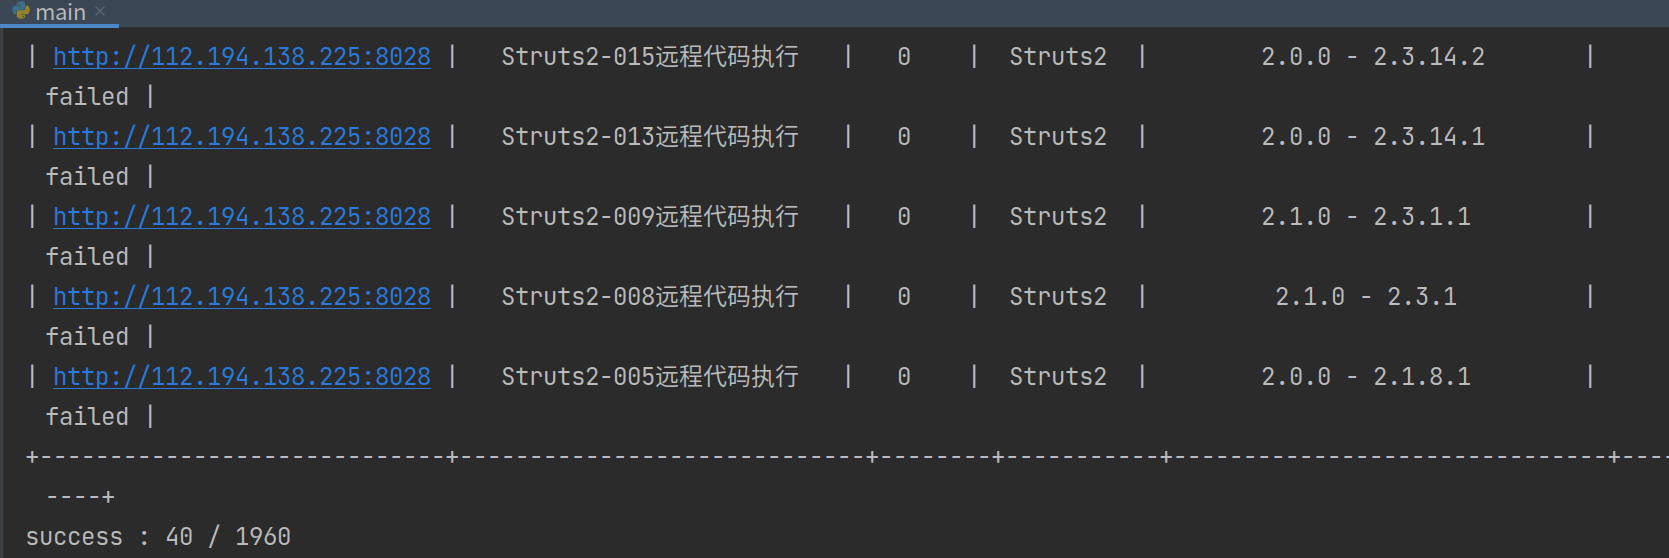 main ×
| http://112.194.138.225:8028 | Struts2-015远程代码执行 | 0 | Struts2 | 2.0.0 - 2.3.14.2 |
failed |
| http://112.194.138.225:8028 | Struts2-013远程代码执行 | 0 | Struts2 | 2.0.0 - 2.3.14.1 |
failed |
| http://112.194.138.225:8028 | Struts2-009远程代码执行 | 0 | Struts2 | 2.1.0 - 2.3.1.1 |
failed |
| http://112.194.138.225:8028 | Struts2-008远程代码执行 | 0 | Struts2 | 2.1.0 - 2.3.1 |
failed |
| http://112.194.138.225:8028 | Struts2-005远程代码执行 | 0 | Struts2 | 2.0.0 - 2.1.8.1 |
failed |
+-----------------------------+-----------------------------+--------+-----------+-------------------------------+----
----+
success : 40 / 1960